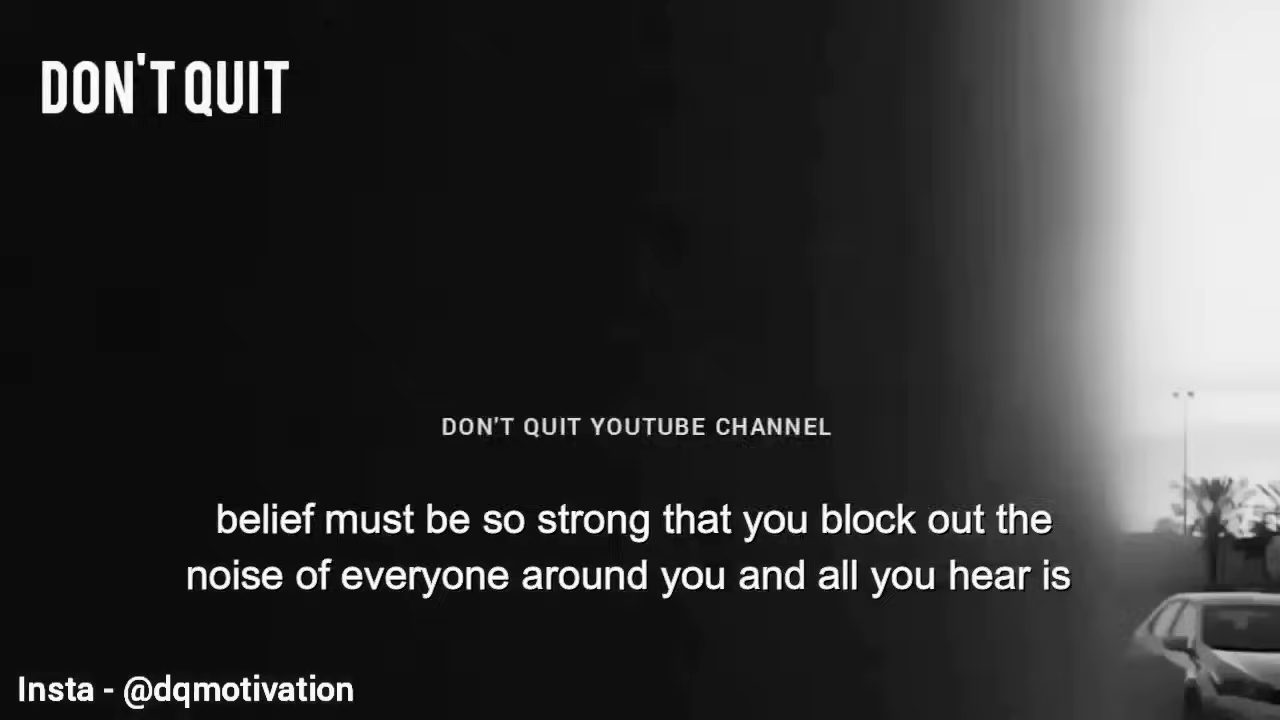 DON'T QUIT
DON'T QUIT YOUTUBE CHANNEL
belief must be so strong that you block out the
noise of everyone around you and all you hear is
Insta - @dqmotivation